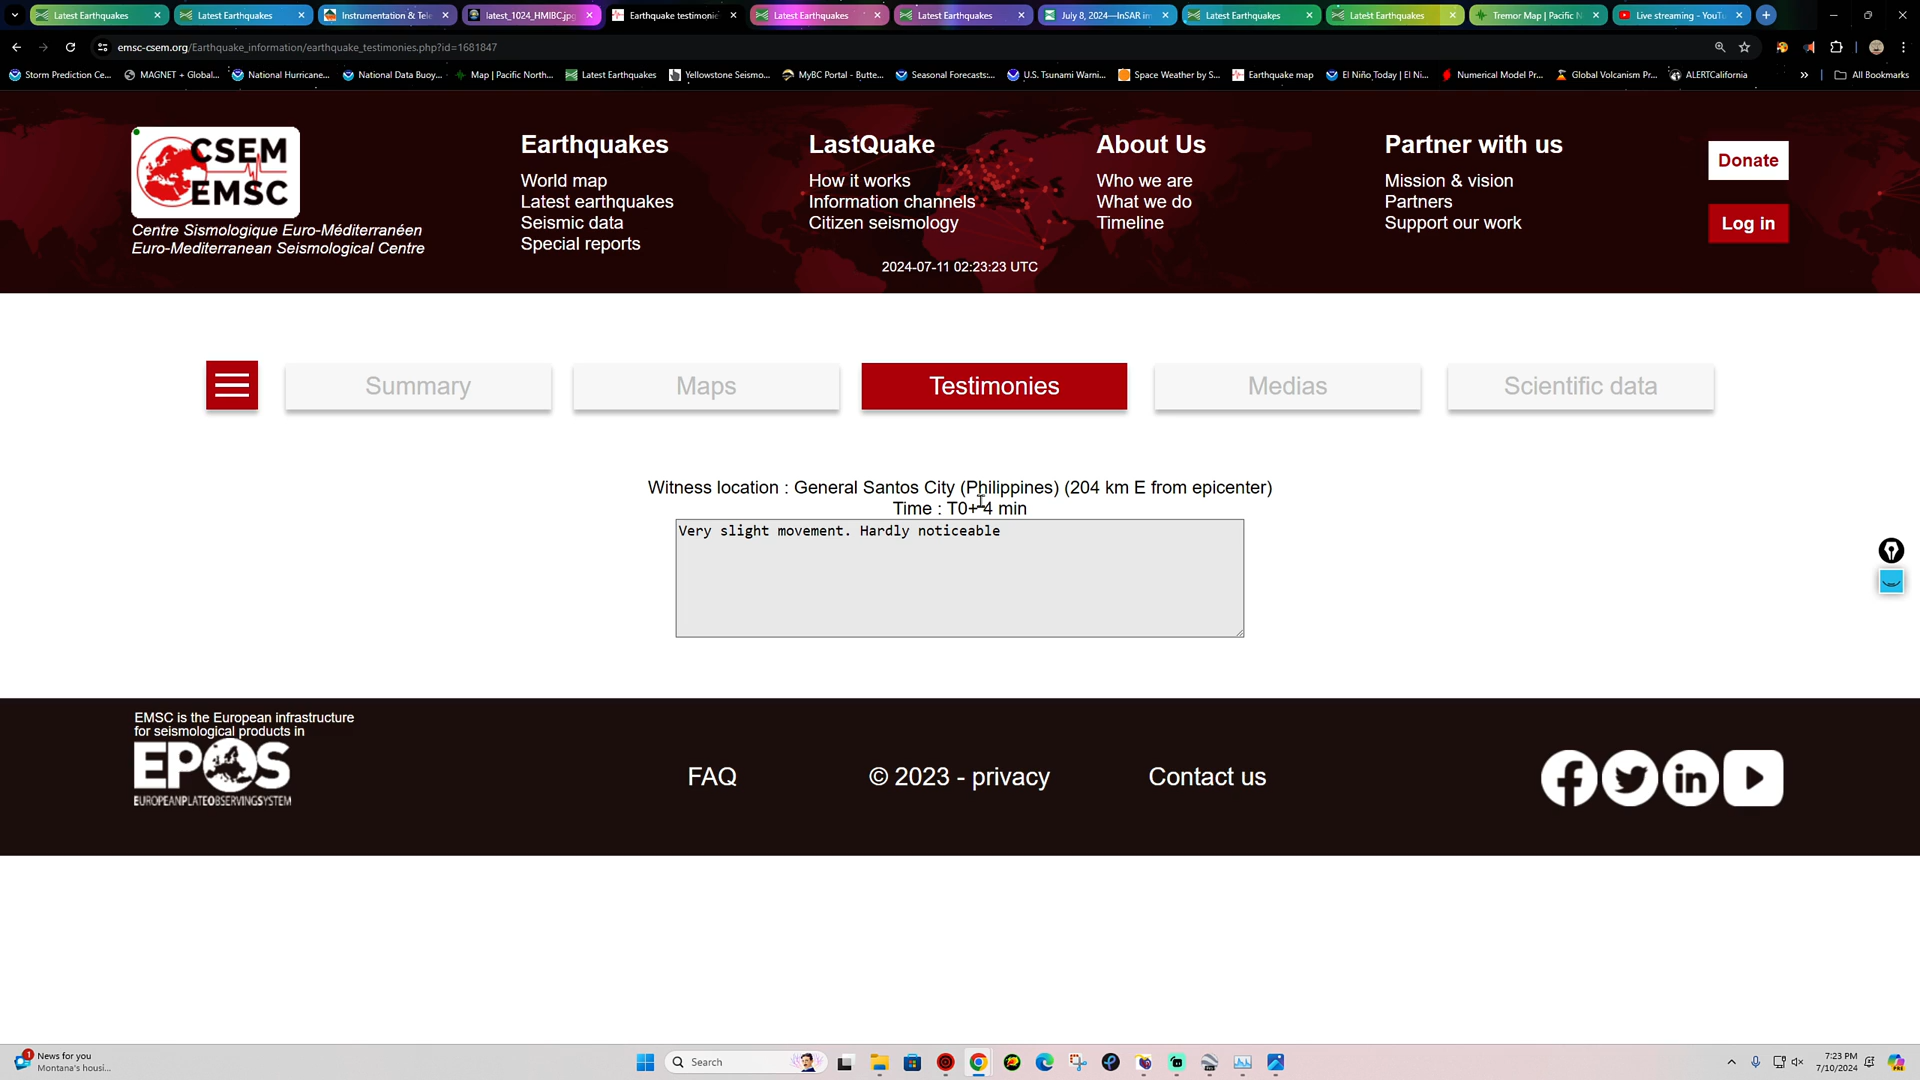 Latest Earthquakes
Latest Earthquakes
Instrumentation & Tele
latest_1024_HMIBC.jpg
Earthquake testimonie
Latest Earthquakes
Latest Earthquakes
July 8, 2024—InSAR im
Latest Earthquakes
Latest Earthquakes
Tremor Map | Pacific N
Live streaming - YouTu
emsc-csem.org/Earthquake_information/earthquake_testimonies.php?id=1681847
Storm Prediction Ce...
MAGNET + Global...
National Hurricane...
National Data Buoy...
Map | Pacific North...
Latest Earthquakes
Yellowstone Seismo...
MyBC Portal - Butte...
Seasonal Forecasts:...
U.S. Tsunami Warni...
Space Weather by S...
Earthquake map
El Niño Today | El Ni...
Numerical Model Pr...
Global Volcanism Pr...
ALERTCalifornia
All Bookmarks
CSEM
EMSC
Centre Sismologique Euro-Méditerranéen
Euro-Mediterranean Seismological Centre
Earthquakes
World map
Latest earthquakes
Seismic data
Special reports
LastQuake
How it works
Information channels
Citizen seismology
About Us
Who we are
What we do
Timeline
Partner with us
Mission & vision
Partners
Support our work
Donate
Log in
2024-07-11 02:23:23 UTC
Summary
Maps
Testimonies
Medias
Scientific data
Witness location : General Santos City (Philippines) (204 km E from epicenter)
Time : T0+4 min
Very slight movement. Hardly noticeable
EMSC is the European infrastructure
for seismological products in
EPOS
EUROPEANPLATEOBSERVINGSYSTEM
FAQ
© 2023 - privacy
Contact us
1
News for you
Montana's housi...
Search
7:23 PM
7/10/2024